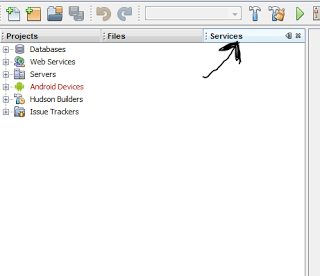 Projects Files Services
Databases
Web Services
Servers
Android Devices
Hudson Builders
Issue Trackers